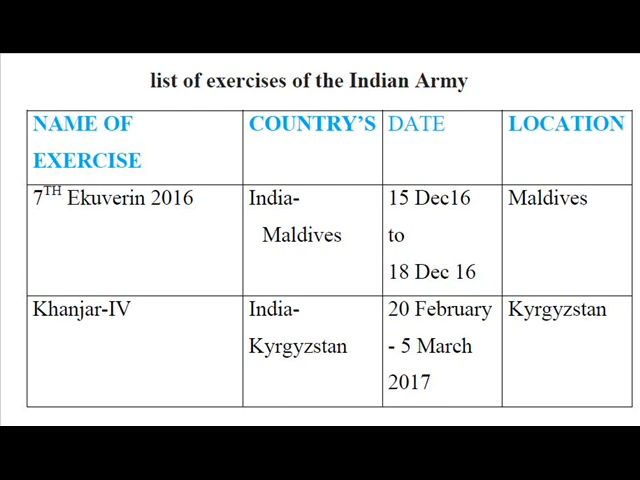 list of exercises of the Indian Army
NAME OF EXERCISE COUNTRY'S DATE LOCATION
7TH Ekuverin 2016 India- Maldives 15 Dec16 to 18 Dec 16 Maldives
Khanjar-IV India- Kyrgyzstan 20 February - 5 March 2017 Kyrgyzstan